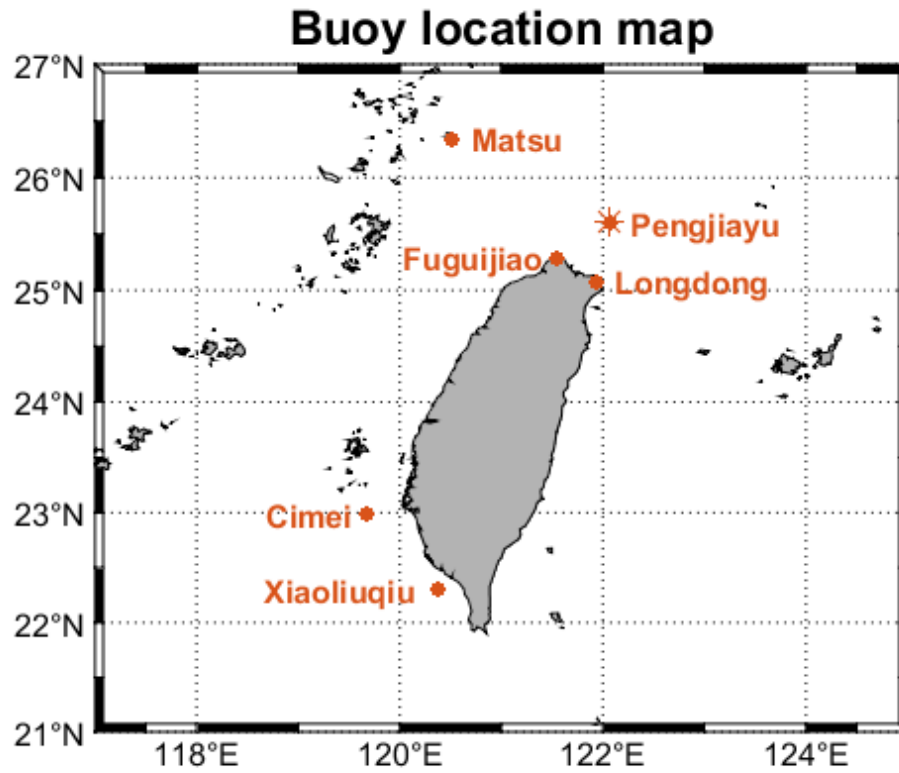 Buoy location map
27°N
Matsu
26°N
Pengjiayu
Fuguijiao
Longdong
25°N
24°N
23°N
Cimei
Xiaoliuqiu
22°N
21°N
118°E
120°E
122°E
124°E